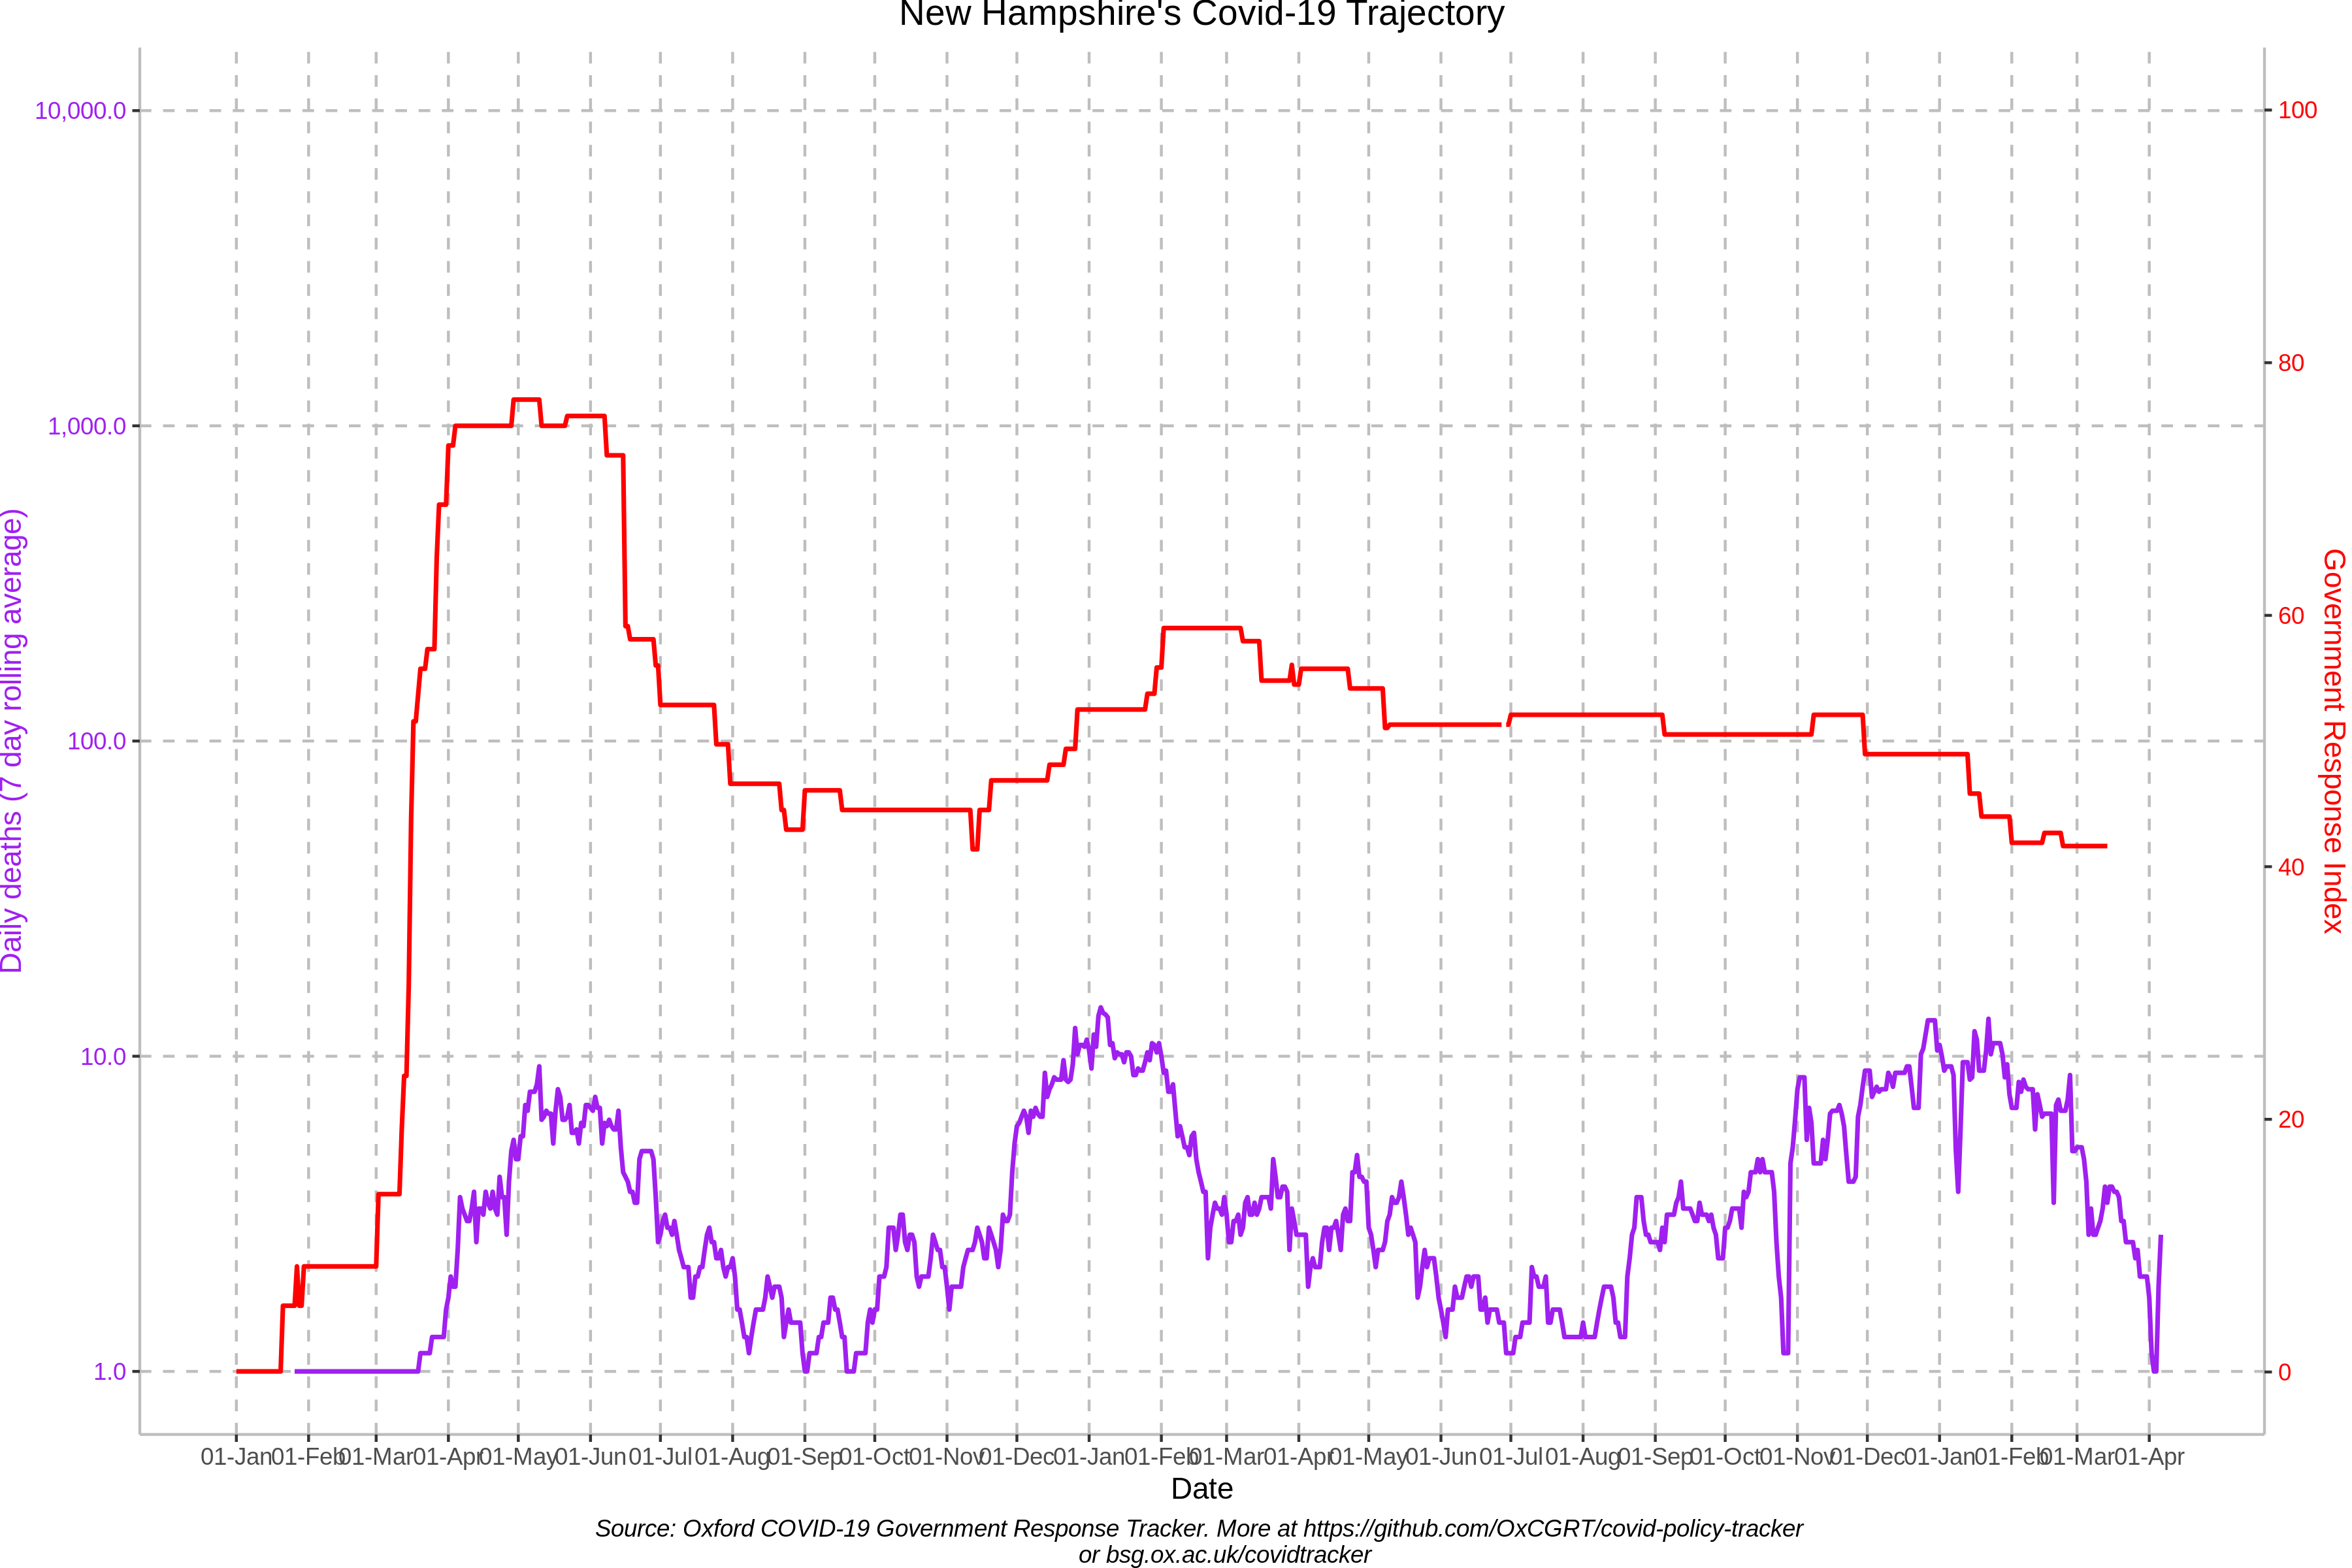 New Hampshire's Covid-19 Trajectory
10,000.0
1,000.0
100.0
10.0
1.0
Daily deaths (7 day rolling average)
100
80
60
40
20
0
Government Response Index
01-Jan 01-Feb 01-Mar 01-Apr 01-May 01-Jun 01-Jul 01-Aug 01-Sep 01-Oct 01-Nov 01-Dec 01-Jan 01-Feb 01-Mar 01-Apr 01-May 01-Jun 01-Jul 01-Aug 01-Sep 01-Oct 01-Nov 01-Dec 01-Jan 01-Feb 01-Mar 01-Apr
Date
Source: Oxford COVID-19 Government Response Tracker. More at https://github.com/OxCGRT/covid-policy-tracker
or bsg.ox.ac.uk/covidtracker